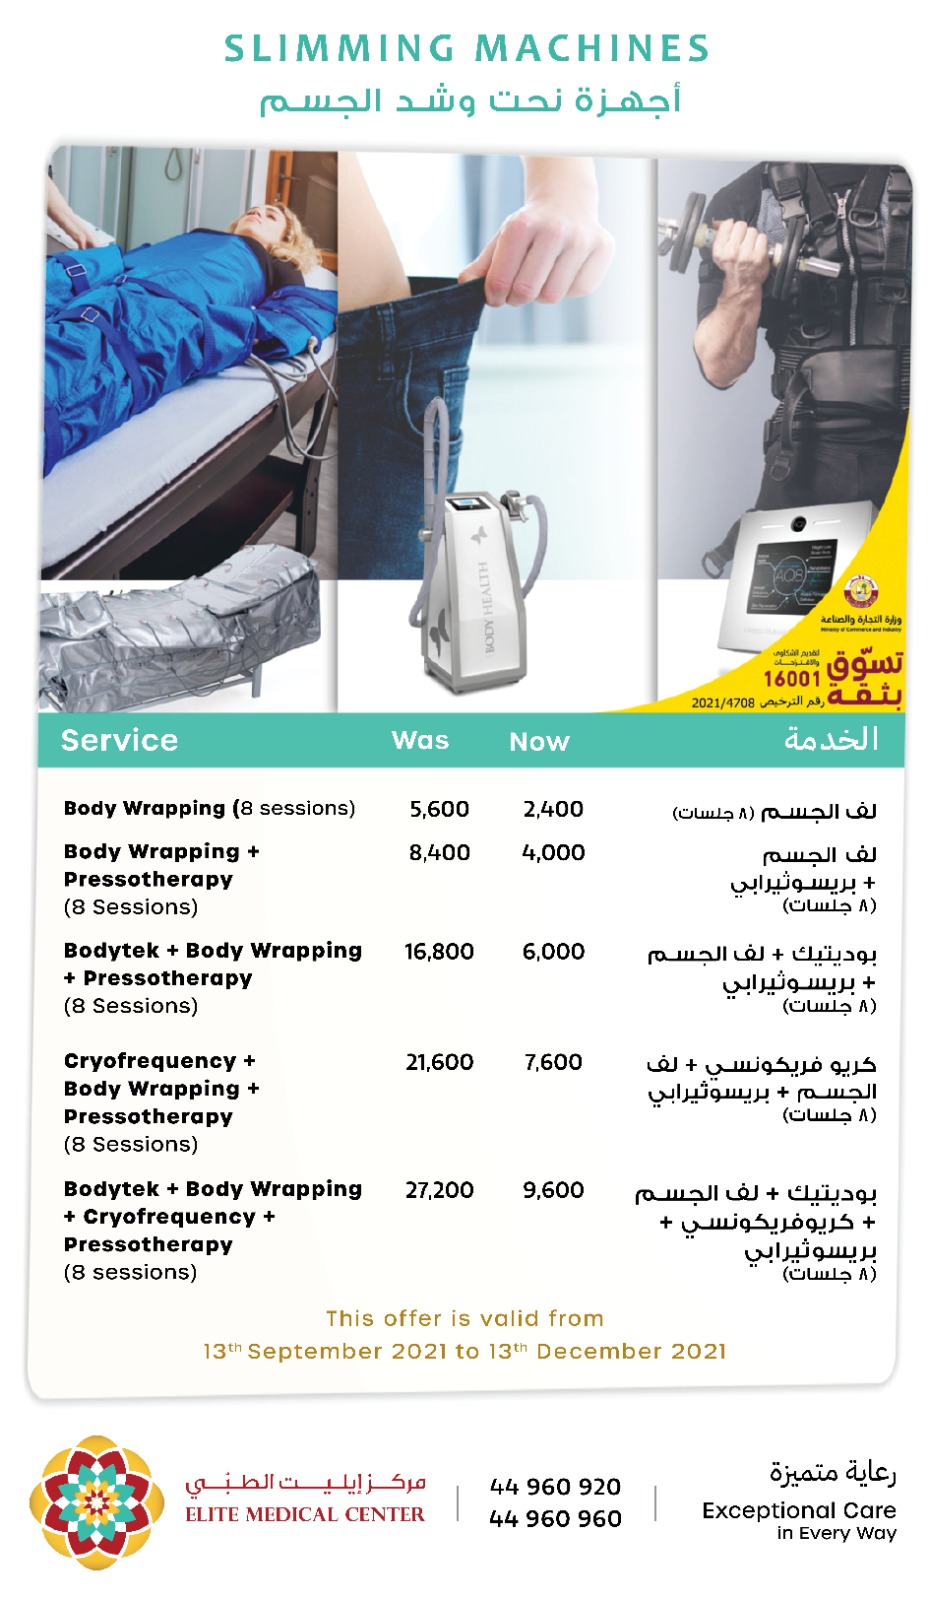 SLIMMING MACHINES
أجهزة نحت وشد الجسم
BODY HEALTH
وزارة التجارة والصناعة
Ministry of Commerce and Industry
لتقديم الشكاوى
والاقتراحات
16001
تسوّق
بثقة
رقم الترخيص 2021/4708
Service Was Now الخدمة
Body Wrapping (8 sessions) 5,600 2,400 لف الجسم (٨ جلسات)
Body Wrapping + 8,400 4,000 لف الجسم
Pressotherapy + بريسوثيرابي
(8 Sessions) (٨ جلسات)
Bodytek + Body Wrapping 16,800 6,000 بوديتيك + لف الجسم
+ Pressotherapy + بريسوثيرابي
(8 Sessions) (٨ جلسات)
Cryofrequency + 21,600 7,600 كريو فريكونسي + لف
Body Wrapping + الجسم + بريسوثيرابي
Pressotherapy (٨ جلسات)
(8 Sessions)
Bodytek + Body Wrapping 27,200 9,600 بوديتيك + لف الجسم
+ Cryofrequency + + كريوفريكونسي +
Pressotherapy بريسوثيرابي
(8 sessions) (٨ جلسات)
This offer is valid from
13th September 2021 to 13th December 2021
مركز إيليت الطبّي
ELITE MEDICAL CENTER
44 960 920
44 960 960
رعاية متميزة
Exceptional Care
in Every Way